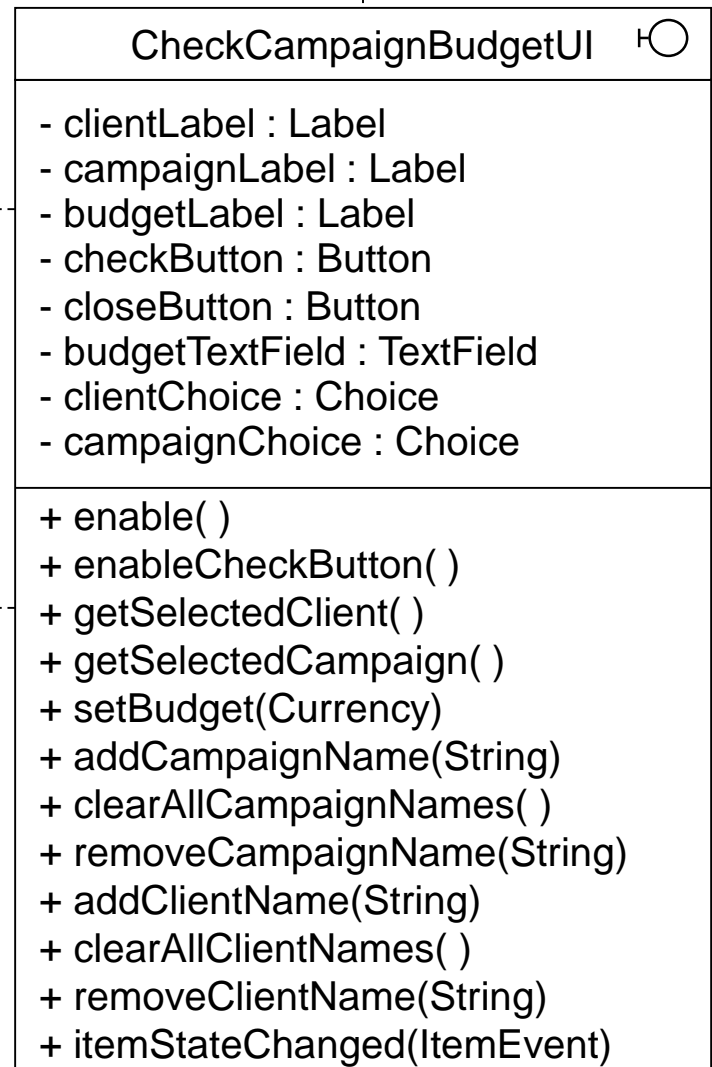 CheckCampaignBudgetUI
- clientLabel : Label
- campaignLabel : Label
- budgetLabel : Label
- checkButton : Button
- closeButton : Button
- budgetTextField : TextField
- clientChoice : Choice
- campaignChoice : Choice
+ enable( )
+ enableCheckButton( )
+ getSelectedClient( )
+ getSelectedCampaign( )
+ setBudget(Currency)
+ addCampaignName(String)
+ clearAllCampaignNames( )
+ removeCampaignName(String)
+ addClientName(String)
+ clearAllClientNames( )
+ removeClientName(String)
+ itemStateChanged(ItemEvent)